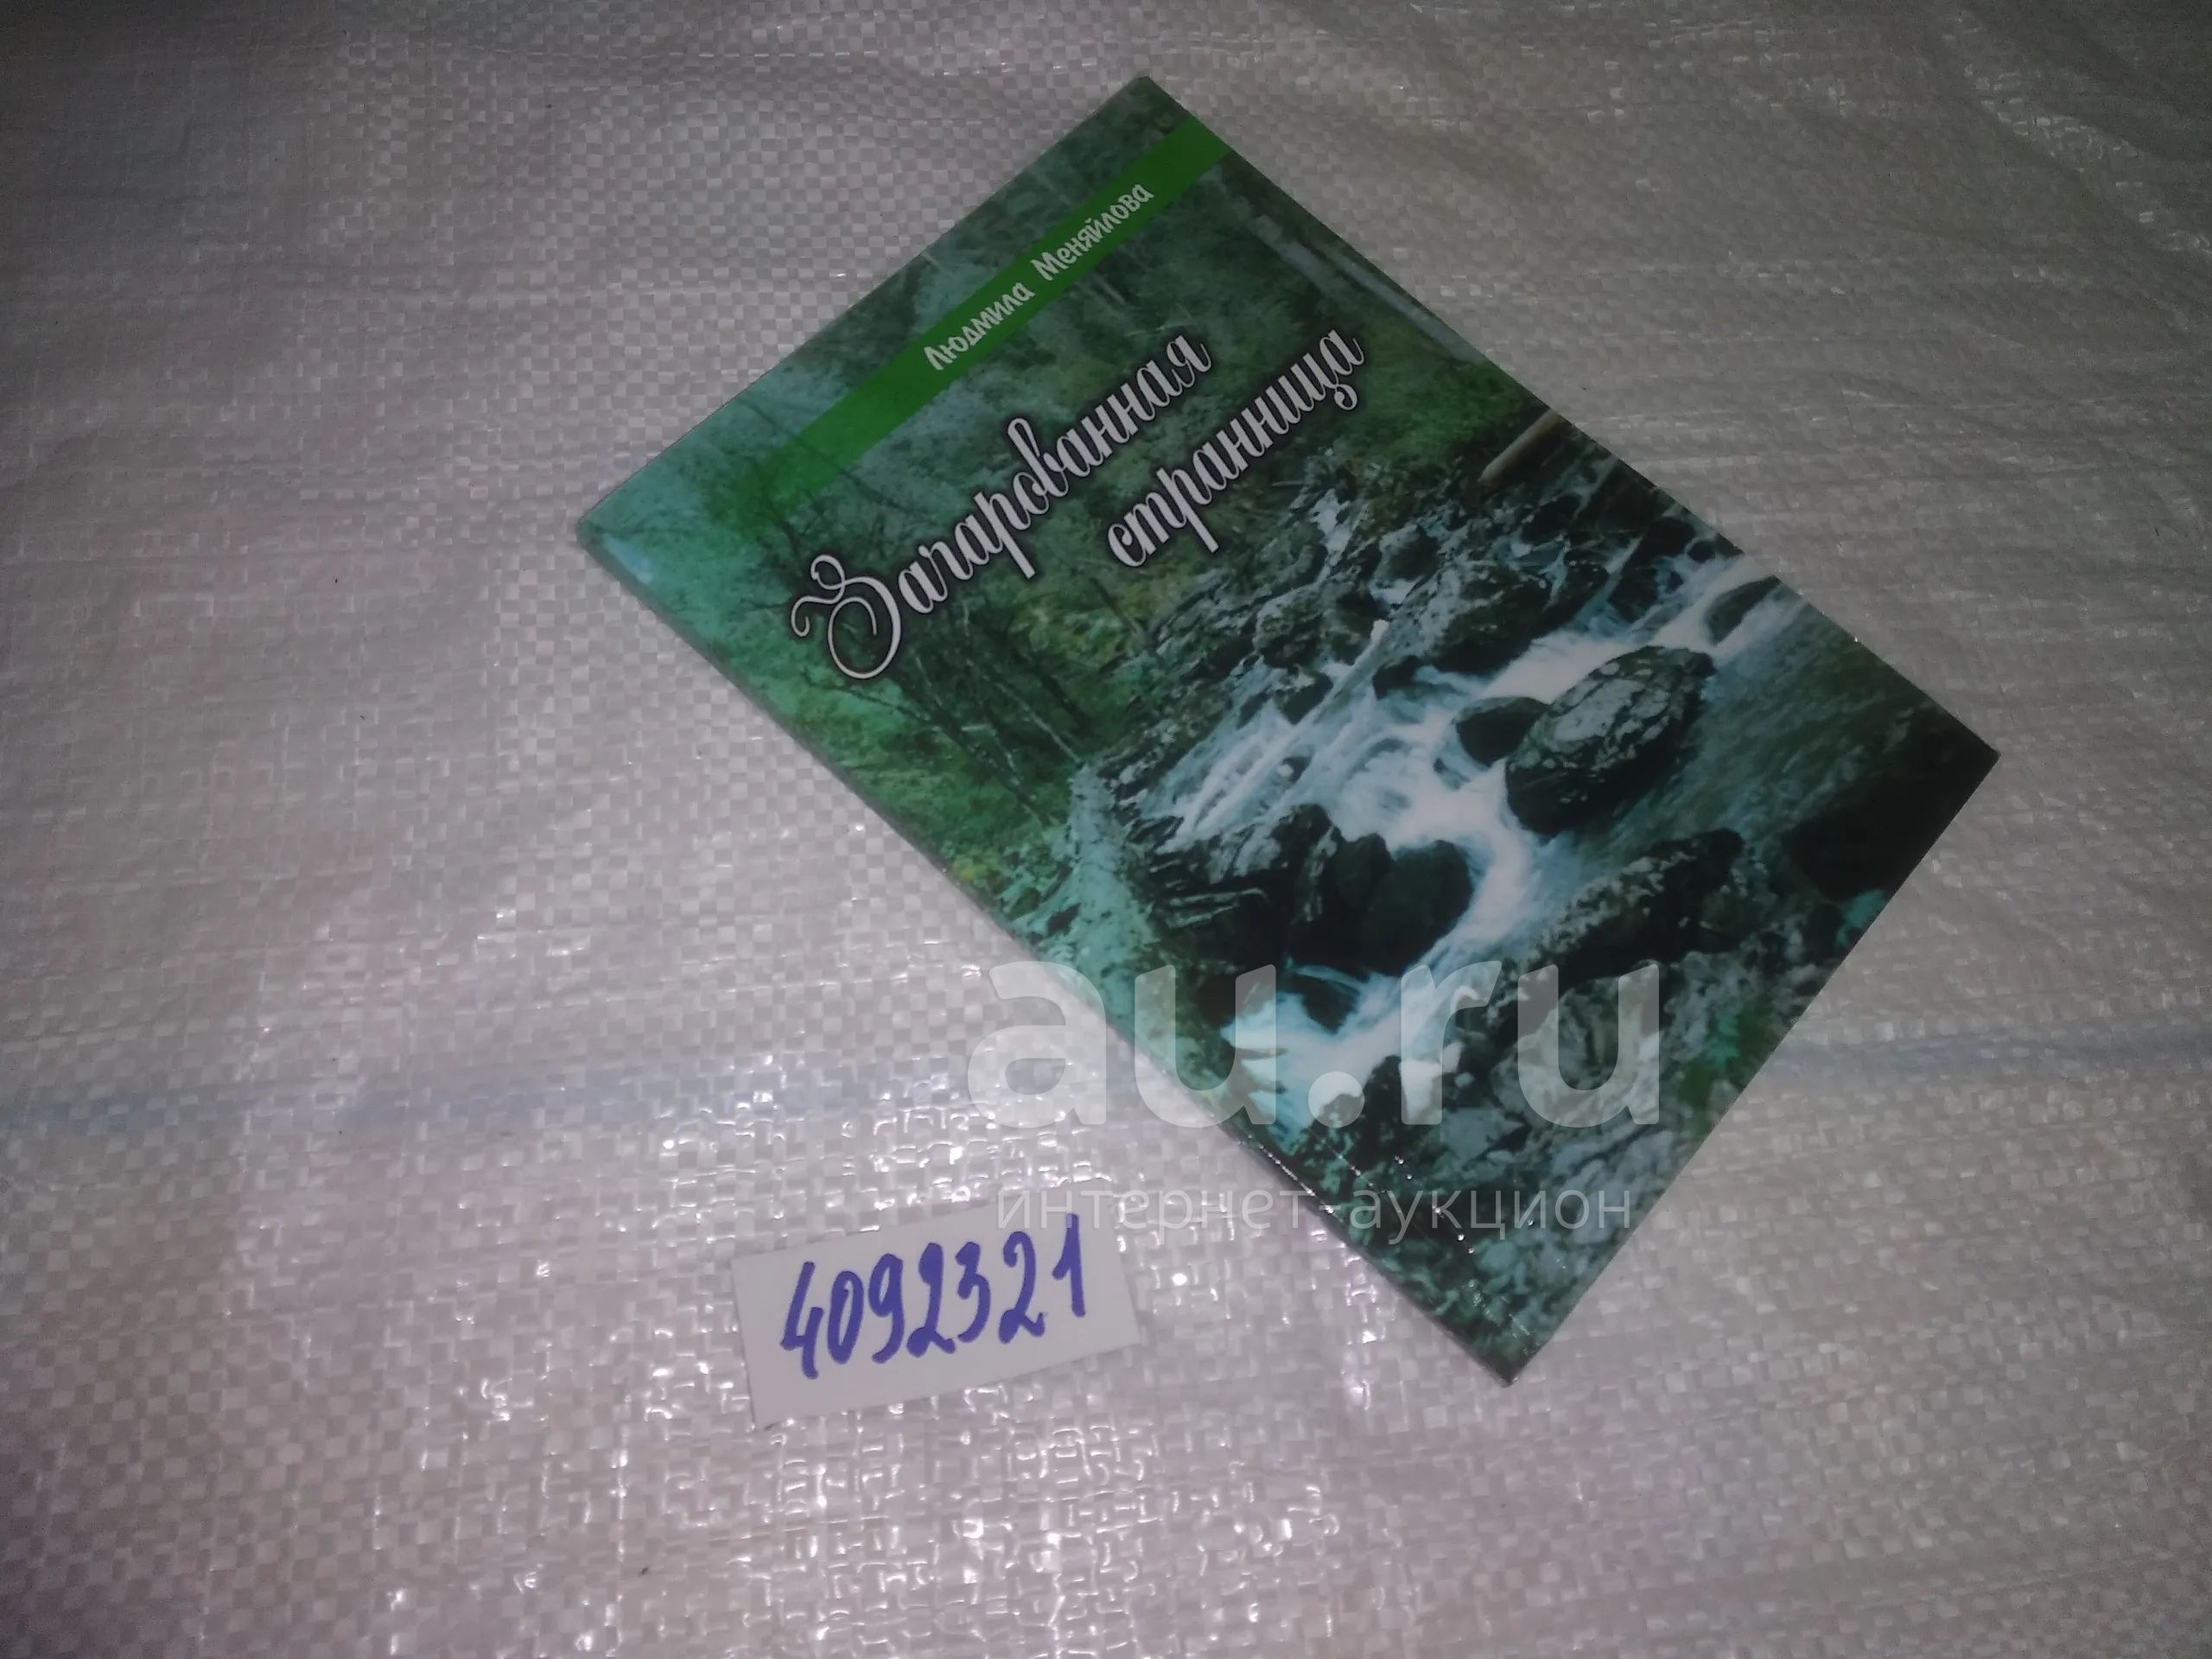 Людмила Меняйлова
Зачарованная
странница
au.ru
интернет-аукцион
4092321